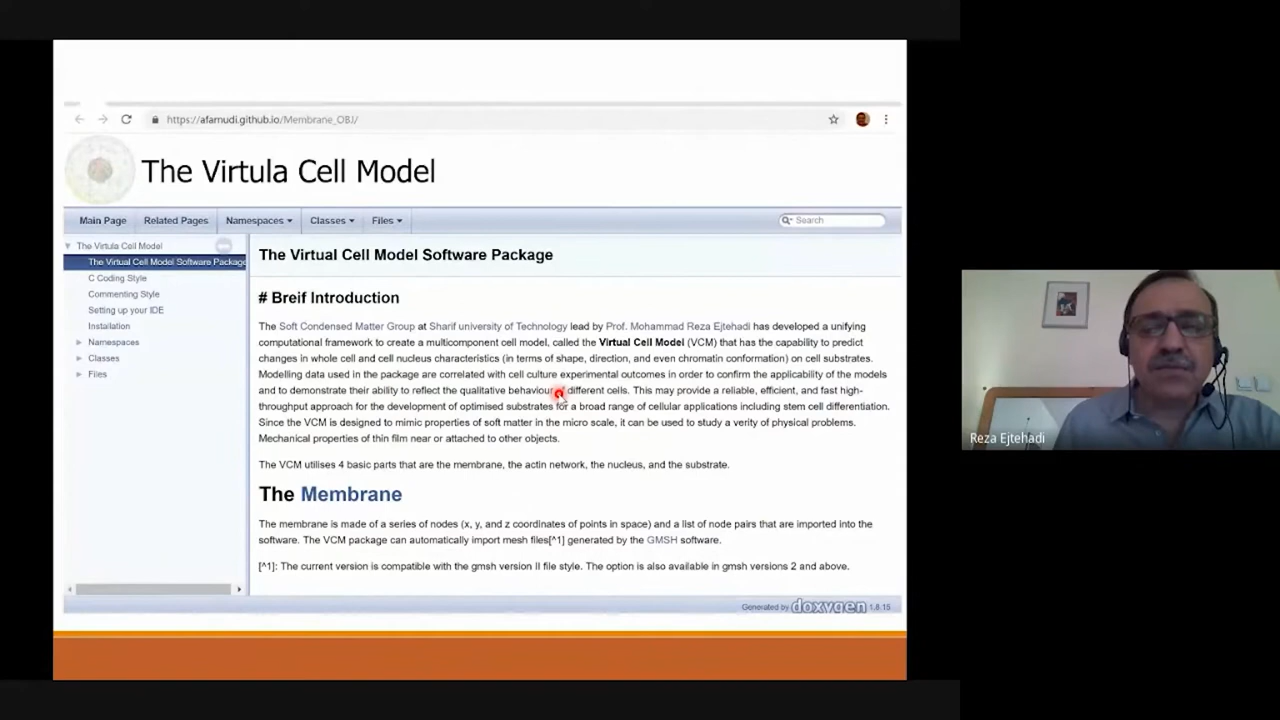 https://afarnudi.github.io/Membrane_OBJ/
The Virtula Cell Model
Main Page Related Pages Namespaces Classes Files Search
The Virtula Cell Model
The Virtual Cell Model Software Package
C Coding Style
Commenting Style
Setting up your IDE
Installation
Namespaces
Classes
Files
The Virtual Cell Model Software Package
# Breif Introduction
The Soft Condensed Matter Group at Sharif university of Technology lead by Prof. Mohammad Reza Ejtehadi has developed a unifying
computational framework to create a multicomponent cell model, called the Virtual Cell Model (VCM) that has the capability to predict
changes in whole cell and cell nucleus characteristics (in terms of shape, direction, and even chromatin conformation) on cell substrates.
Modelling data used in the package are correlated with cell culture experimental outcomes in order to confirm the applicability of the models
and to demonstrate their ability to reflect the qualitative behaviour of different cells. This may provide a reliable, efficient, and fast high-
throughput approach for the development of optimised substrates for a broad range of cellular applications including stem cell differentiation.
Since the VCM is designed to mimic properties of soft matter in the micro scale, it can be used to study a verity of physical problems.
Mechanical properties of thin film near or attached to other objects.
The VCM utilises 4 basic parts that are the membrane, the actin network, the nucleus, and the substrate.
The Membrane
The membrane is made of a series of nodes (x, y, and z coordinates of points in space) and a list of node pairs that are imported into the
software. The VCM package can automatically import mesh files[^1] generated by the GMSH software.
[^1]: The current version is compatible with the gmsh version II file style. The option is also available in gmsh versions 2 and above.
Generated by doxygen 1.8.15
Reza Ejtehadi